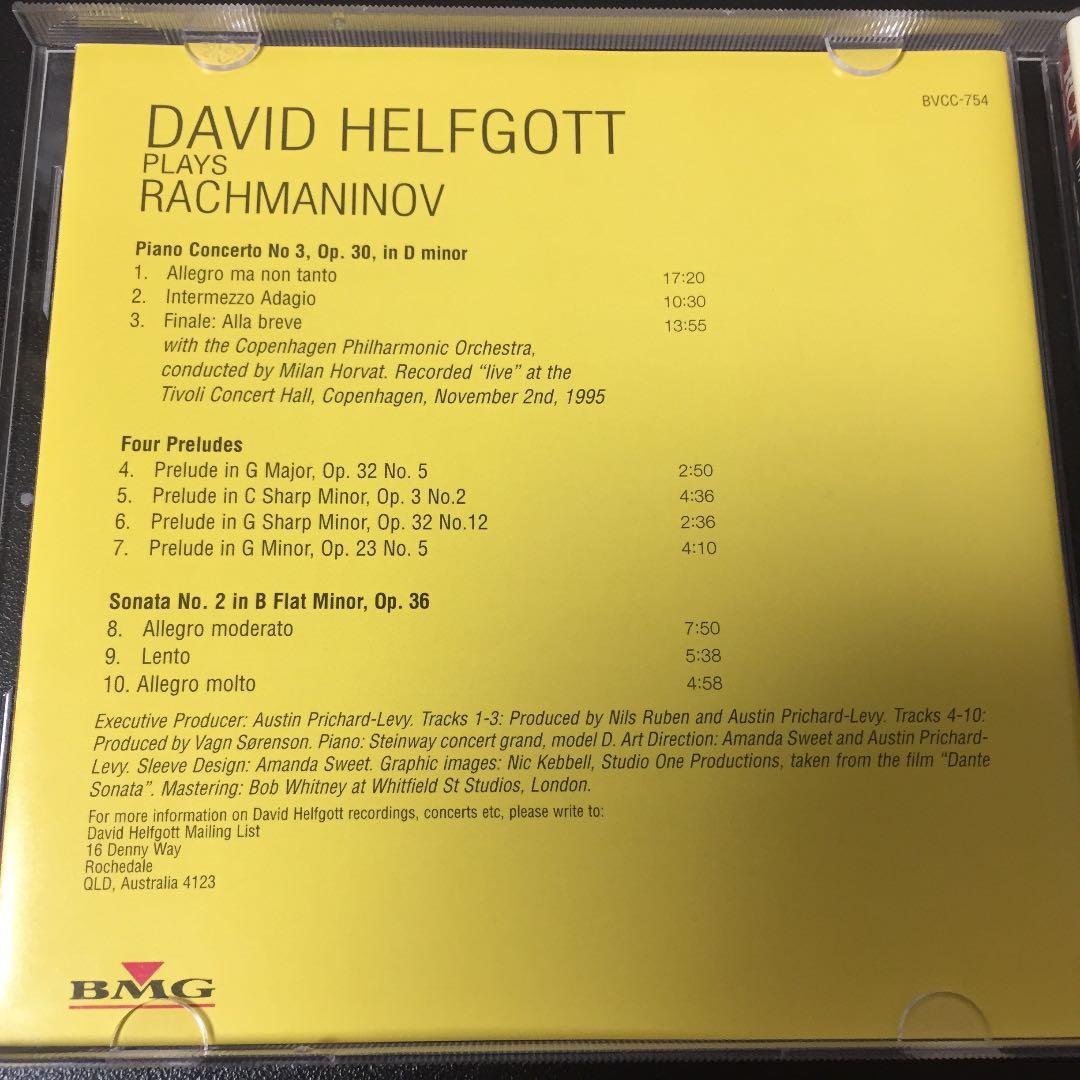 BVCC-754
DAVID HELFGOTT
PLAYS
RACHMANINOV
Piano Concerto No 3, Op. 30, in D minor
1. Allegro ma non tanto 17:20
2. Intermezzo Adagio 10:30
3. Finale: Alla breve 13:55
with the Copenhagen Philharmonic Orchestra,
conducted by Milan Horvat. Recorded “live” at the
Tivoli Concert Hall, Copenhagen, November 2nd, 1995
Four Preludes
4. Prelude in G Major, Op. 32 No. 5 2:50
5. Prelude in C Sharp Minor, Op. 3 No.2 4:36
6. Prelude in G Sharp Minor, Op. 32 No.12 2:36
7. Prelude in G Minor, Op. 23 No. 5 4:10
Sonata No. 2 in B Flat Minor, Op. 36
8. Allegro moderato 7:50
9. Lento 5:38
10. Allegro molto 4:58
Executive Producer: Austin Prichard-Levy. Tracks 1-3: Produced by Nils Ruben and Austin Prichard-Levy. Tracks 4-10:
Produced by Vagn Sørenson. Piano: Steinway concert grand, model D. Art Direction: Amanda Sweet and Austin Prichard-
Levy. Sleeve Design: Amanda Sweet. Graphic images: Nic Kebbell, Studio One Productions, taken from the film “Dante
Sonata”. Mastering: Bob Whitney at Whitfield St Studios, London.
For more information on David Helfgott recordings, concerts etc, please write to:
David Helfgott Mailing List
16 Denny Way
Rochedale
QLD, Australia 4123
BMG